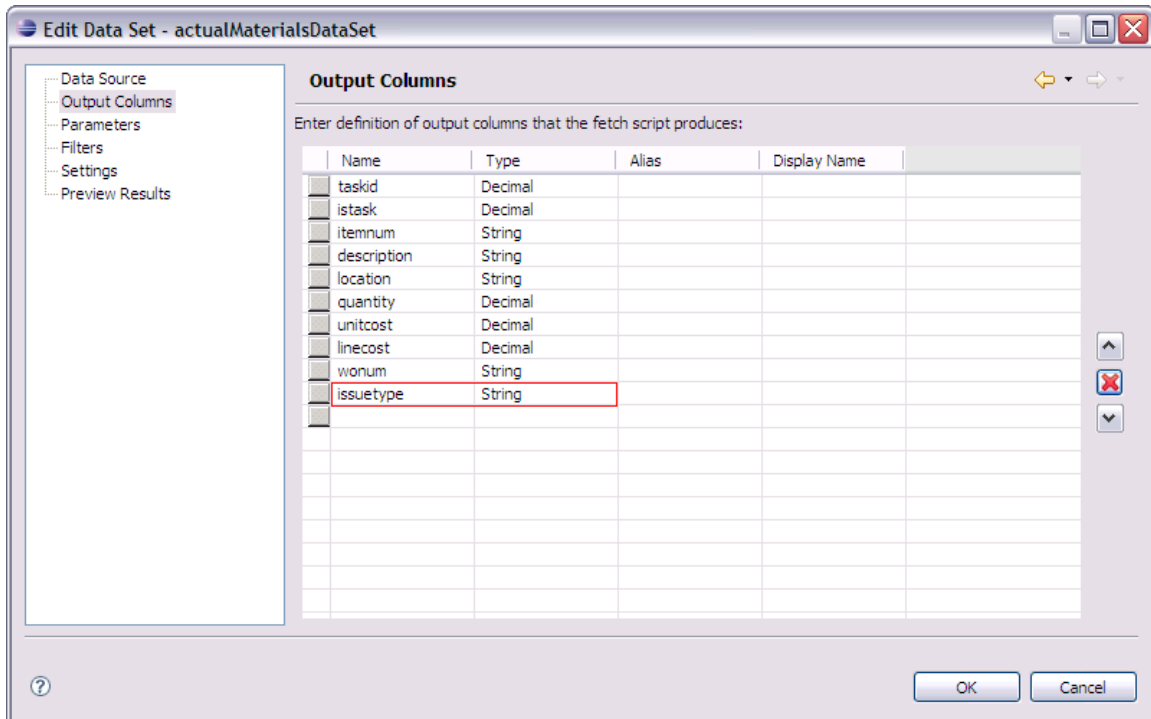 Edit Data Set - actualMaterialsDataSet
Data Source
Output Columns
Parameters
Filters
Settings
Preview Results
Output Columns
Enter definition of output columns that the fetch script produces:
Name Type Alias Display Name
taskid Decimal
istask Decimal
itemnum String
description String
location String
quantity Decimal
unitcost Decimal
linecost Decimal
wonum String
issuetype String
?
OK Cancel